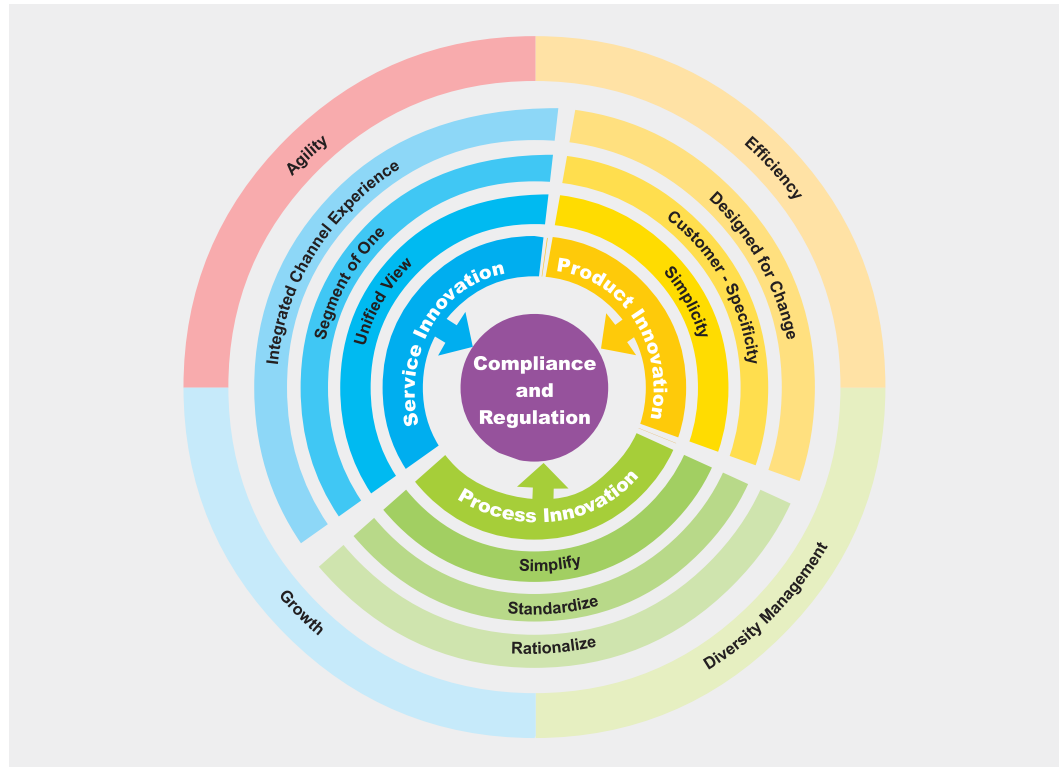 Agility
Efficiency
Integrated Channel Experience
Segment of One
Unified View
Service Innovation
Product Innovation
Simplicity
Customer - Specificity
Designed for Change
Compliance
and
Regulation
Process Innovation
Simplify
Standardize
Rationalize
Growth
Diversity Management